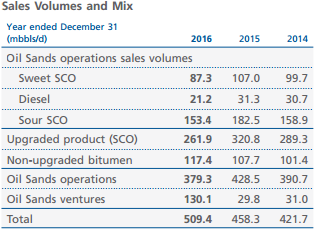 Sales Volumes and Mix
Year ended December 31
(mbbls/d) 2016 2015 2014
Oil Sands operations sales volumes
Sweet SCO 87.3 107.0 99.7
Diesel 21.2 31.3 30.7
Sour SCO 153.4 182.5 158.9
Upgraded product (SCO) 261.9 320.8 289.3
Non-upgraded bitumen 117.4 107.7 101.4
Oil Sands operations 379.3 428.5 390.7
Oil Sands ventures 130.1 29.8 31.0
Total 509.4 458.3 421.7